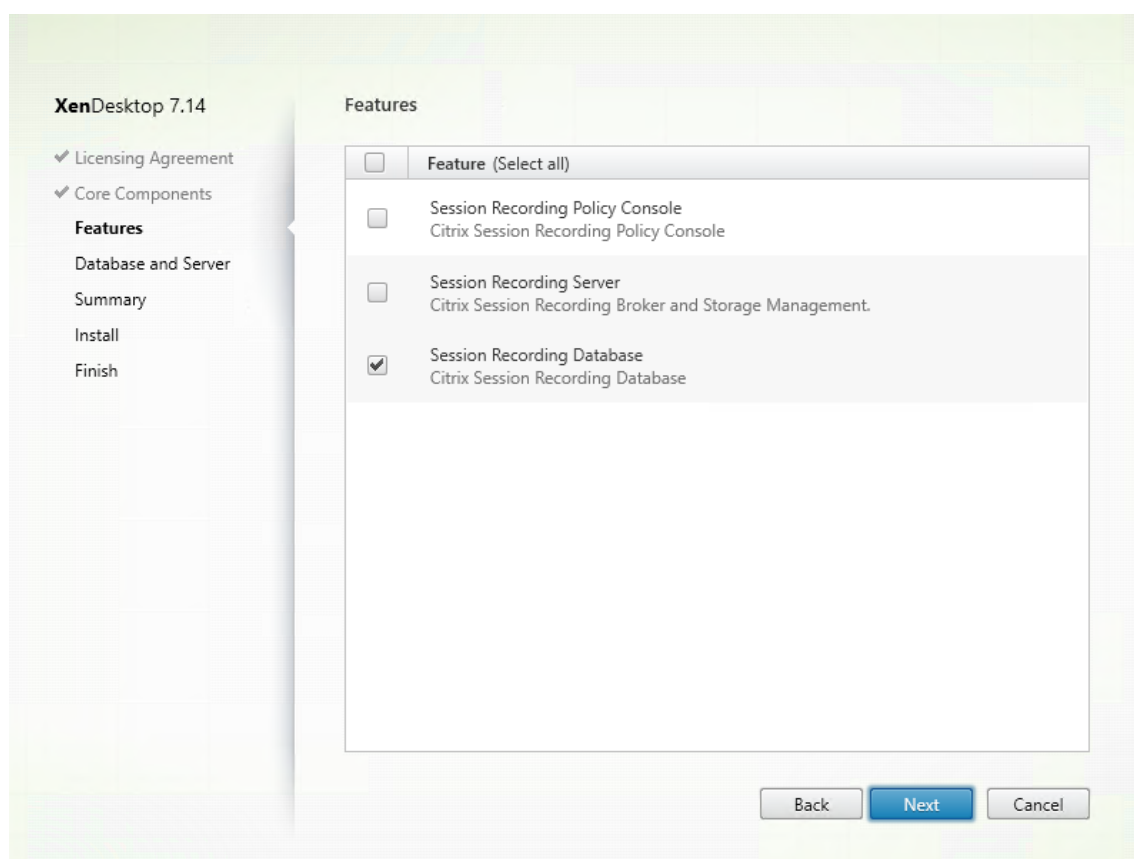 XenDesktop 7.14
Licensing Agreement
Core Components
Features
Database and Server
Summary
Install
Finish
Features
Feature (Select all)
Session Recording Policy Console
Citrix Session Recording Policy Console
Session Recording Server
Citrix Session Recording Broker and Storage Management.
Session Recording Database
Citrix Session Recording Database
Back
Next
Cancel